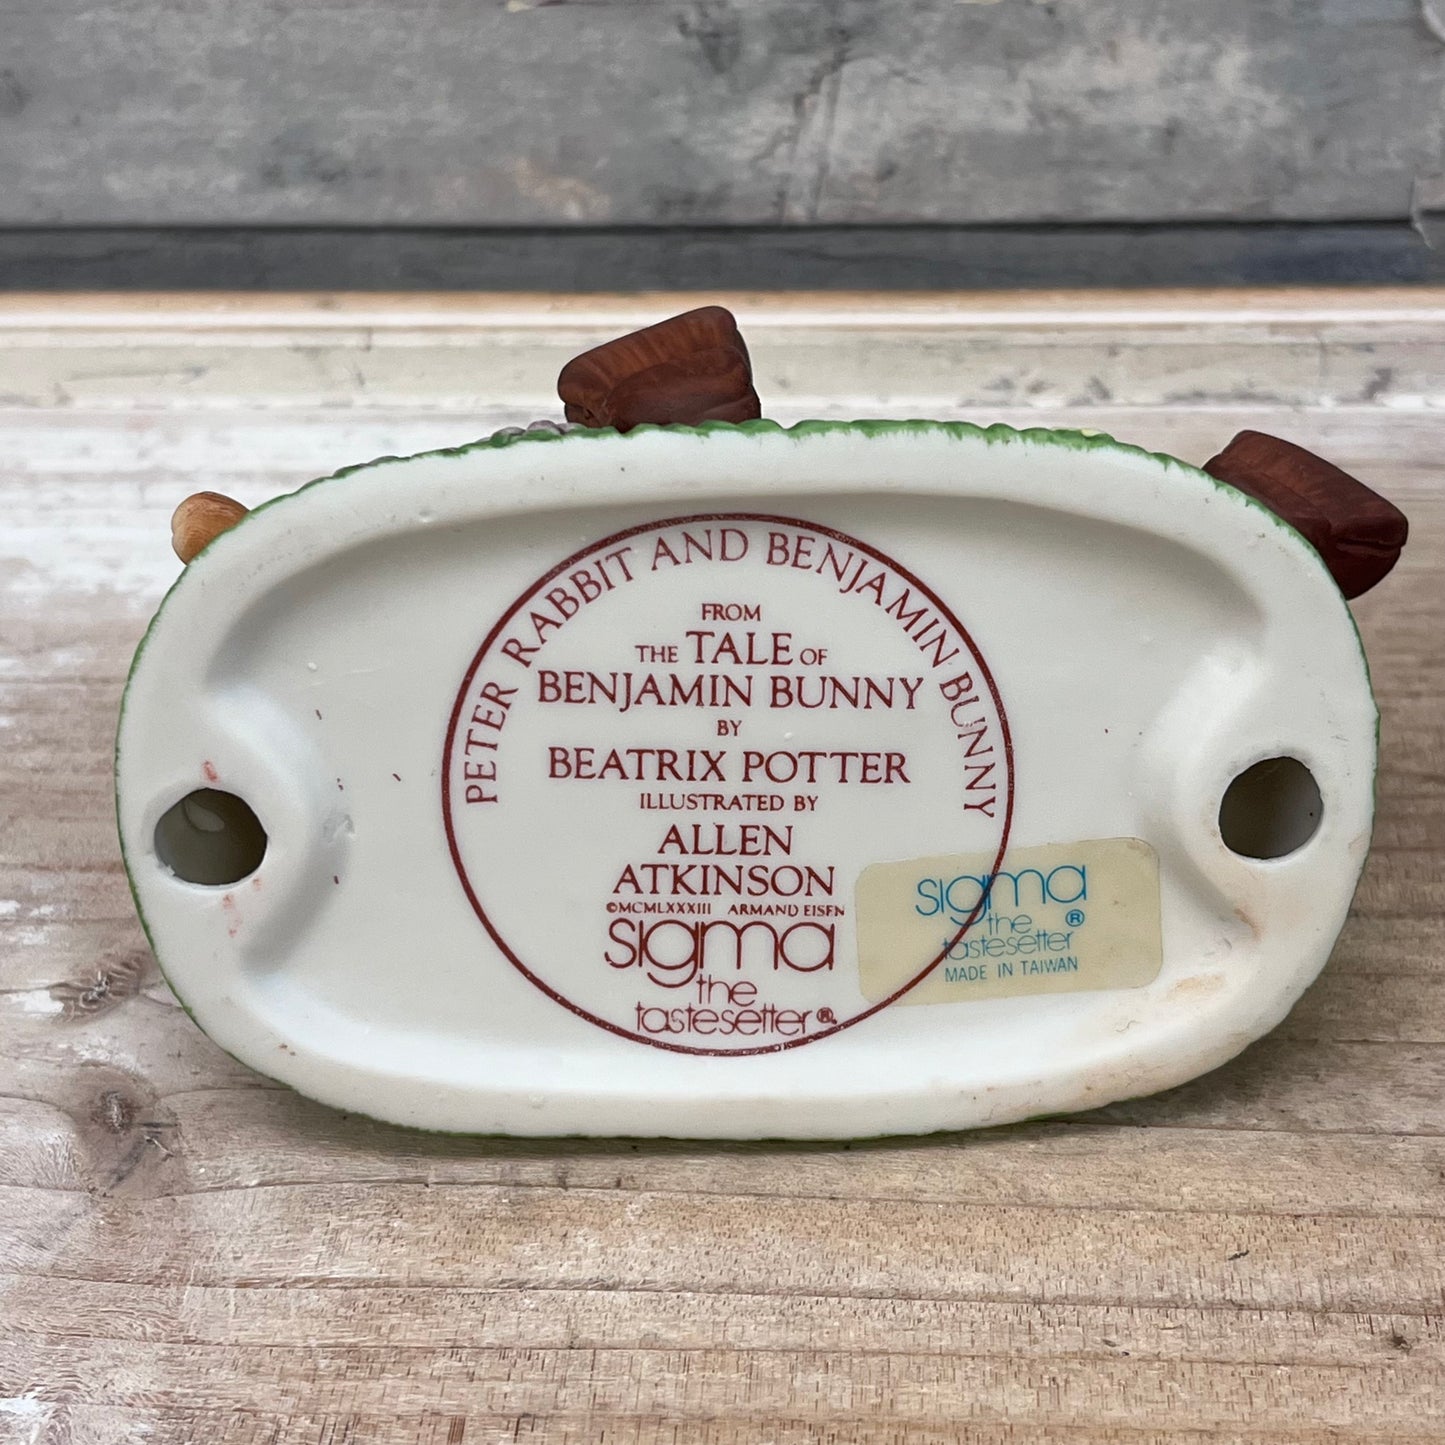 PETER RABBIT AND BENJAMIN BUNNY
FROM
THE TALE OF
BENJAMIN BUNNY
BY
BEATRIX POTTER
ILLUSTRATED BY
ALLEN
ATKINSON
©MCMLXXXIII ARMAND EISEN
sigma
the
tastesetter®
sigma
the ®
tastesetter
MADE IN TAIWAN